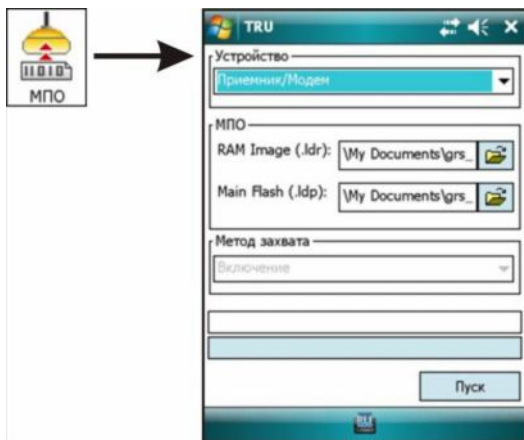 МПО
TRU
Устройство
Приемник/Модем
МПО
RAM Image (.ldr): \My Documents\grs_
Main Flash (.ldp): \My Documents\grs_
Метод захвата
Включение
Пуск